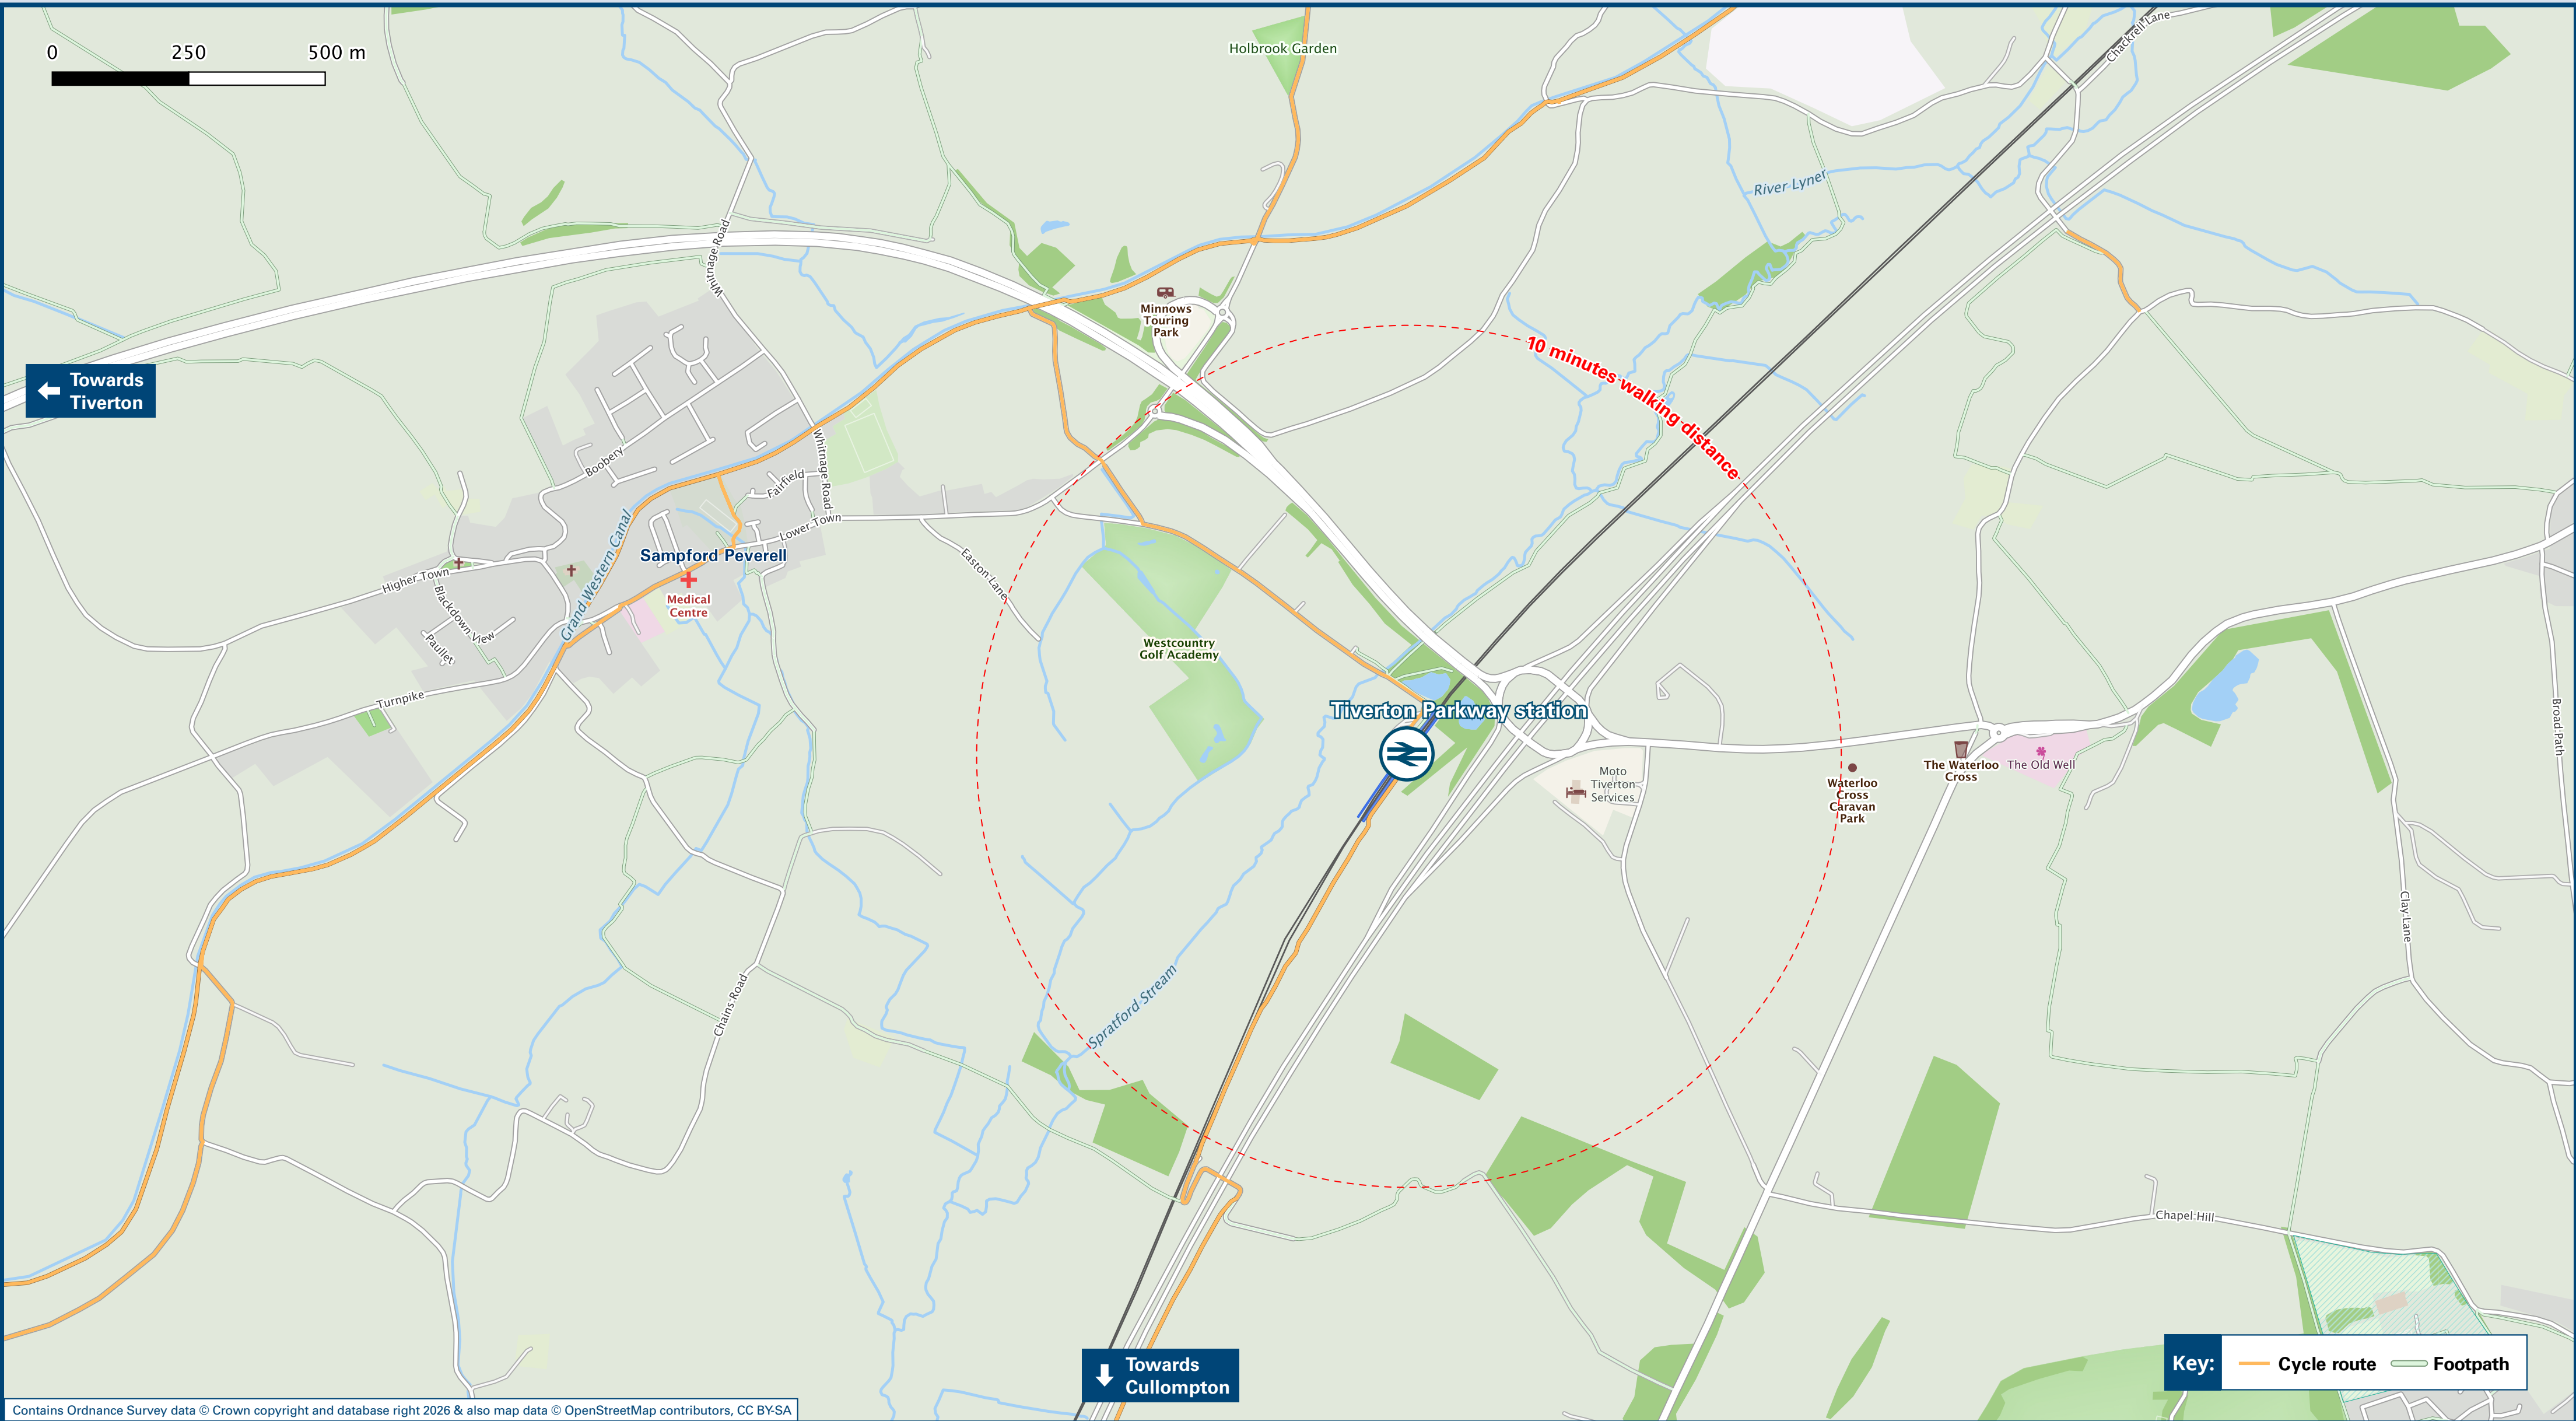 0 250 500 m
Holbrook Garden
Chackrell Lane
River Lyner
Whitnage Road
Minnows
Touring
Park
10 minutes walking distance
Towards
Tiverton
Boobery
Whitnage Road
Fairfield
Lower Town
Grand Western Canal
Sampford Peverell
Easton Lane
Higher Town
Medical
Centre
Blackdown View
Paullet
Turnpike
Westcountry
Golf Academy
Tiverton Parkway station
Moto
Tiverton
Services
Waterloo
Cross
Caravan
Park
The Waterloo
Cross
The Old Well
Broad Path
Clay Lane
Spratford Stream
Chains Road
Chapel Hill
Towards
Cullompton
Key: Cycle route Footpath
Contains Ordnance Survey data © Crown copyright and database right 2026 & also map data © OpenStreetMap contributors, CC BY-SA